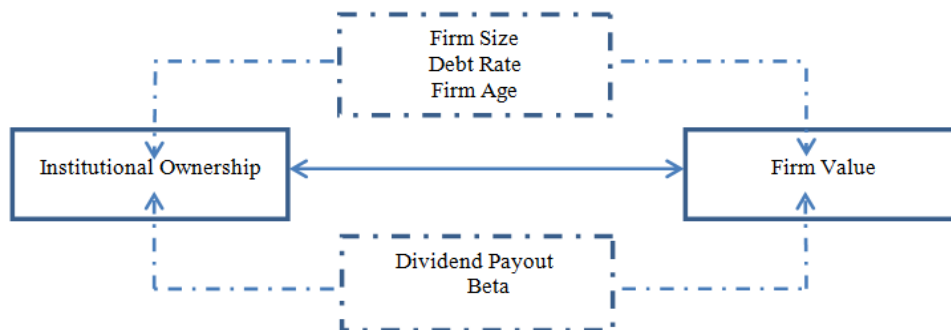 Firm Size
Debt Rate
Firm Age
Institutional Ownership
Firm Value
Dividend Payout
Beta